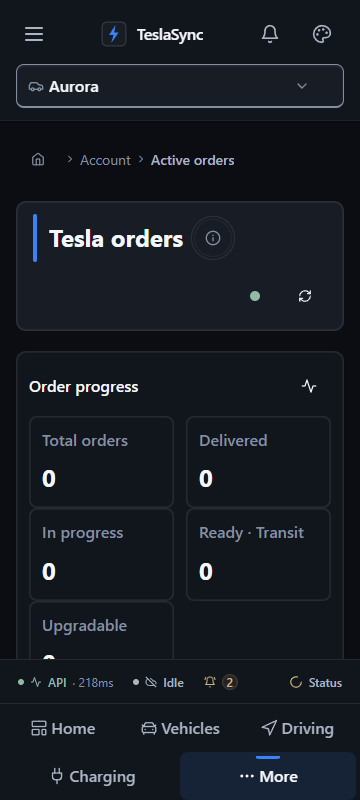 TeslaSync
Aurora
Account > Active orders
Tesla orders
Order progress
Total orders
0
Delivered
0
In progress
0
Ready · Transit
0
Upgradable
API · 218ms
Idle
2
Status
Home
Vehicles
Driving
Charging
More